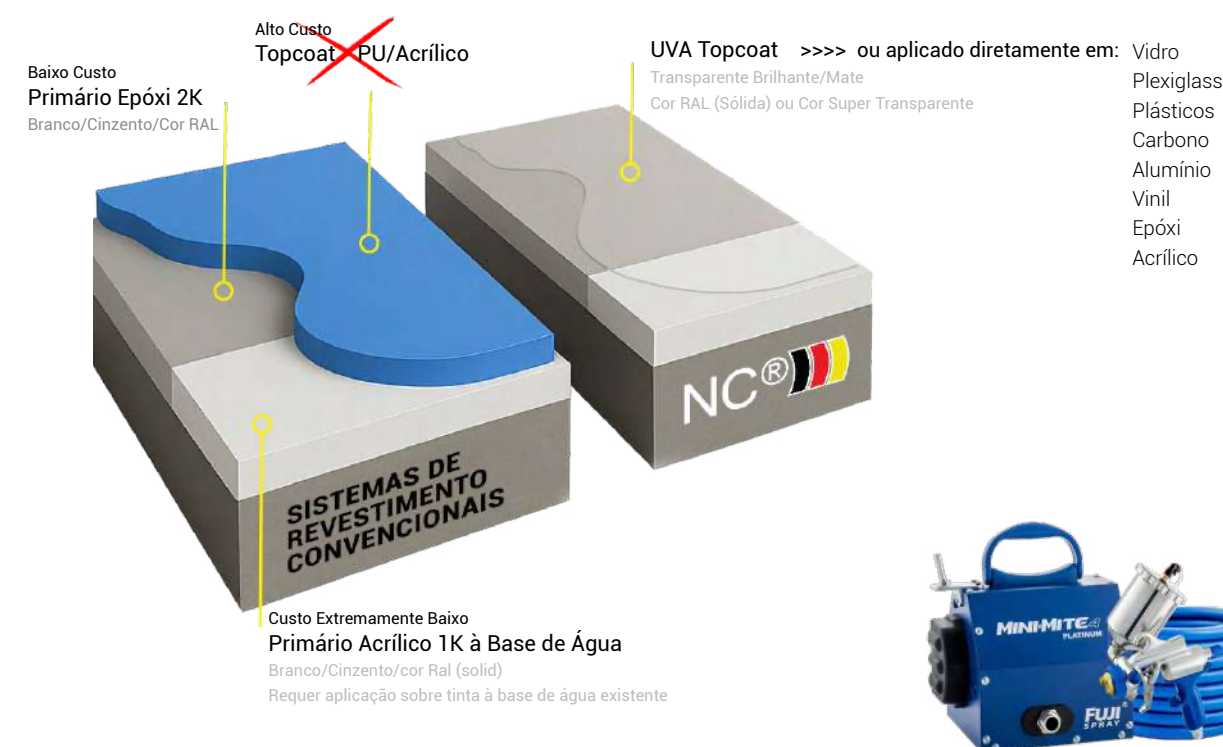 Alto Custo
Topcoat PU/Acrílico
Baixo Custo
Primário Epóxi 2K
Branco/Cinzento/Cor RAL
UVA Topcoat >>>> ou aplicado diretamente em:
Transparente Brilhante/Mate
Cor RAL (Sólida) ou Cor Super Transparente
Vidro
Plexiglass
Plásticos
Carbono
Alumínio
Vinil
Epóxi
Acrílico
NC®
SISTEMAS DE
REVESTIMENTO
CONVENCIONAIS
Custo Extremamente Baixo
Primário Acrílico 1K à Base de Água
Branco/Cinzento/cor Ral (solid)
Requer aplicação sobre tinta à base de água existente
MINI-MITE 4
PLATINUM
FUJI
SPRAY